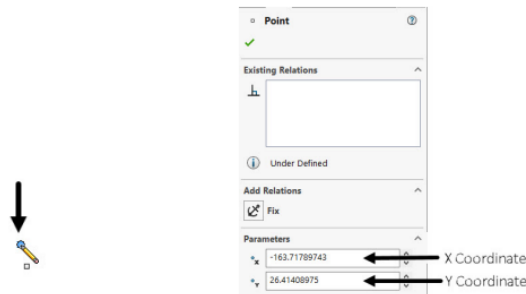 Point
Existing Relations
Under Defined
Add Relations
Fix
Parameters
x -163.71789743 X Coordinate
Y 26.41408975 Y Coordinate